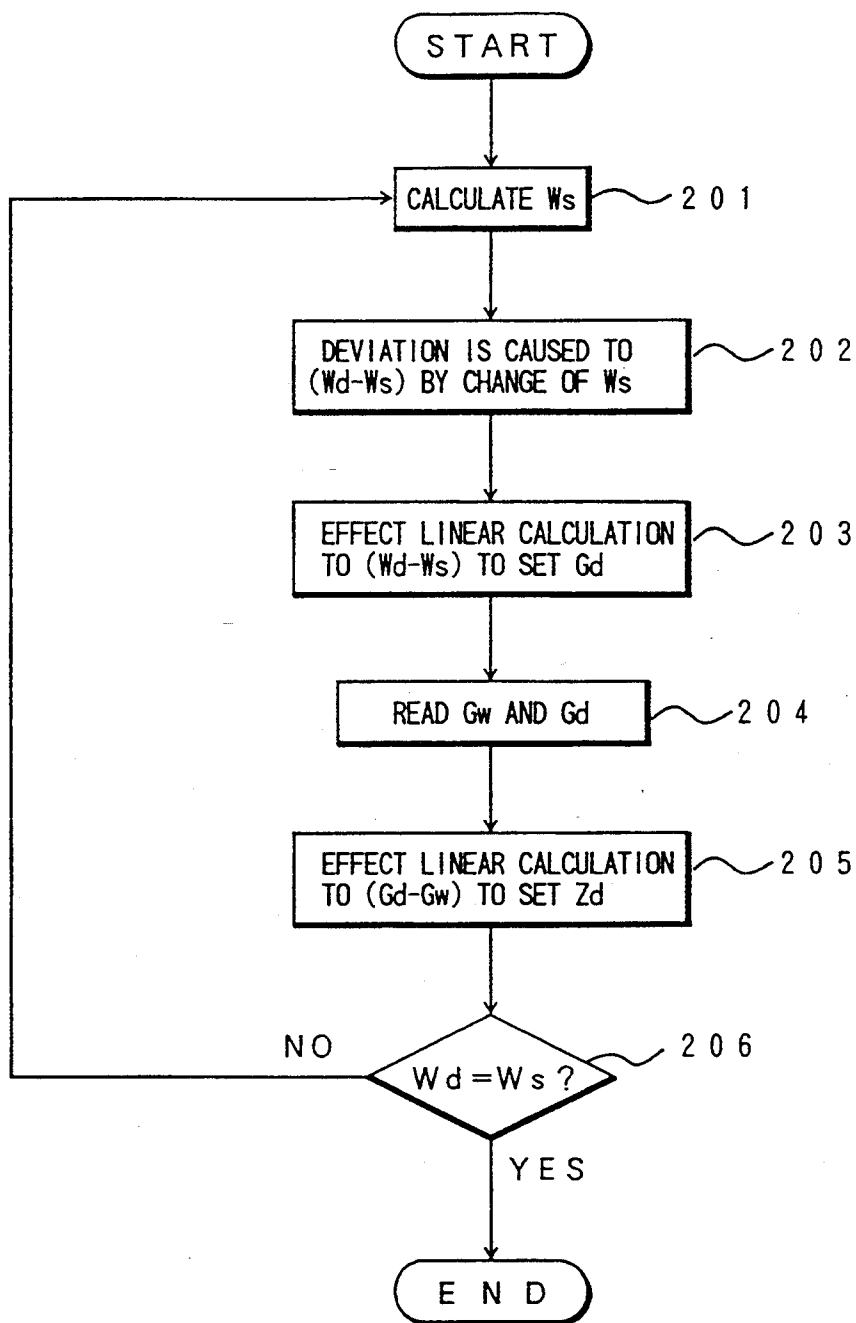 START
CALCULATE Ws
201
DEVIATION IS CAUSED TO
(Wd-Ws) BY CHANGE OF Ws
202
EFFECT LINEAR CALCULATION
TO (Wd-Ws) TO SET Gd
203
READ Gw AND Gd
204
EFFECT LINEAR CALCULATION
TO (Gd-Gw) TO SET Zd
205
NO
Wd=Ws?
206
YES
END